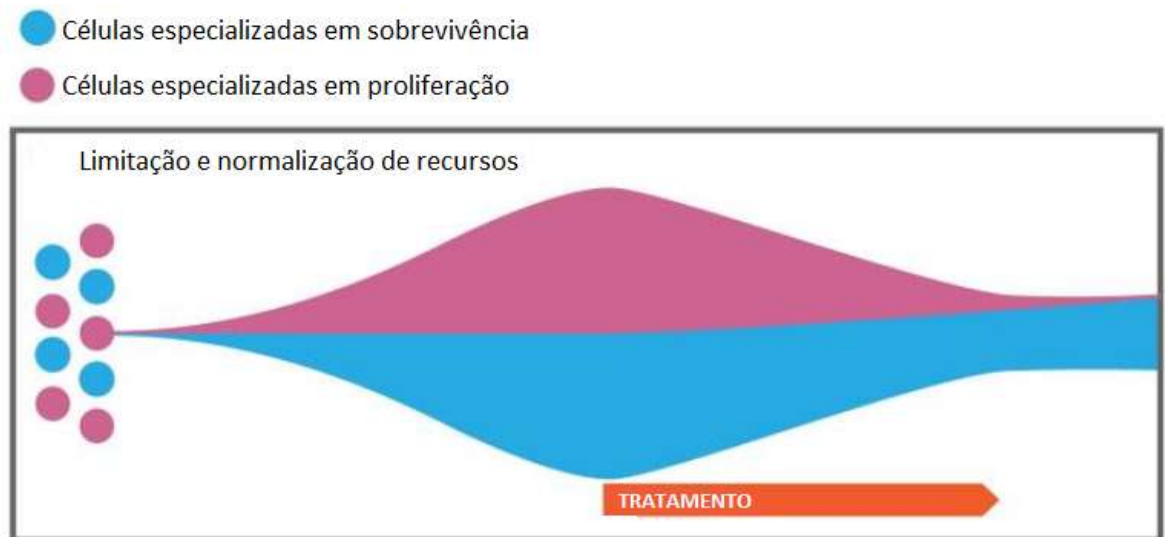 Células especializadas em sobrevivência
Células especializadas em proliferação
Limitação e normalização de recursos
TRATAMENTO